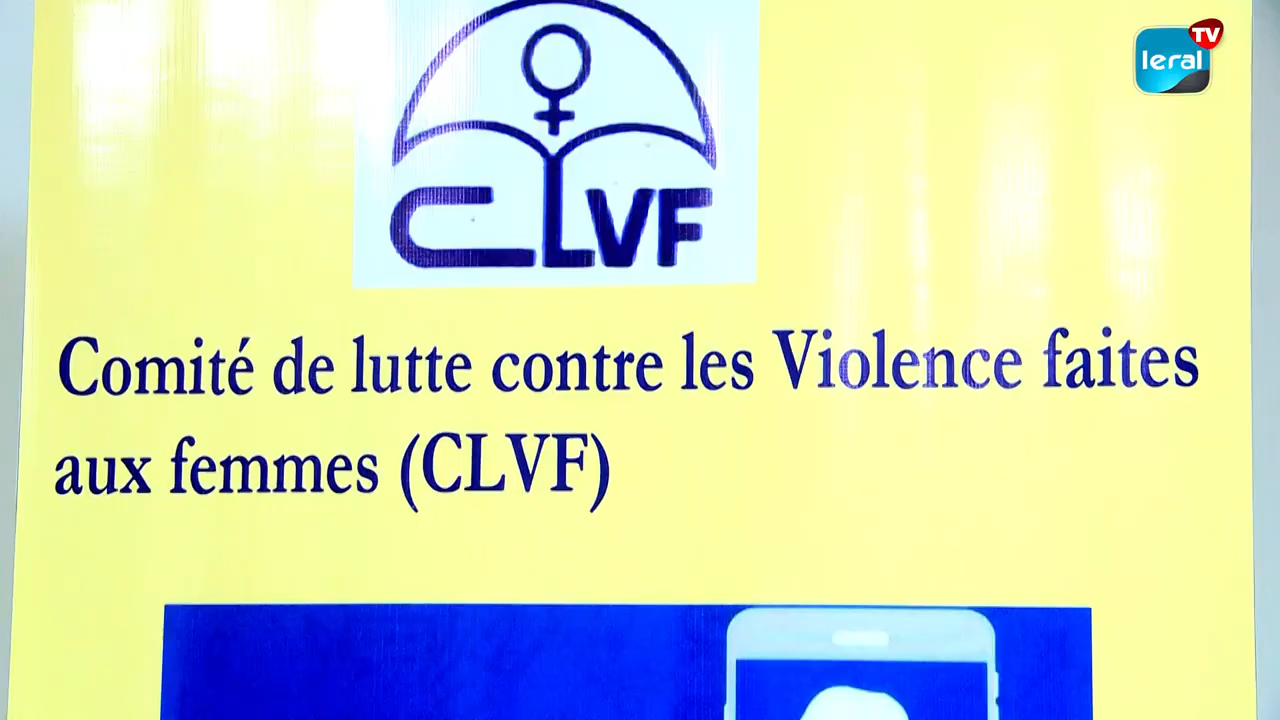 TV
leral
CLVF
Comité de lutte contre les Violence faites
aux femmes (CLVF)